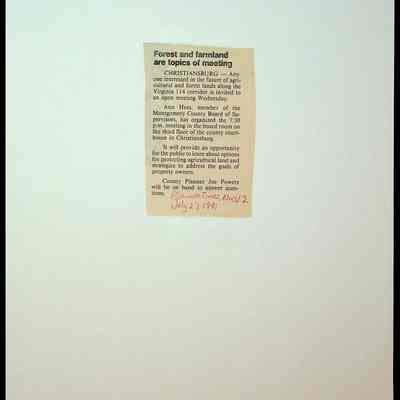 Forest and farmland
are topics of meeting
CHRISTIANSBURG — Any
one interested in the future of agri-
cultural and forest lands along the
Virginia 114 corridor is invited to
an open meeting Wednesday.
Ann Hess, member of the
Montgomery County Board of Su-
pervisors, has organized the 7:30
p.m. meeting in the board room on
the third floor of the county court-
house in Christiansburg.
It will provide an opportunity
for the public to learn about options
for protecting agricultural land and
strategies to address the goals of
property owners.
County Planner Joe Powers
will be on hand to answer ques-
tions.
July 27, 1991